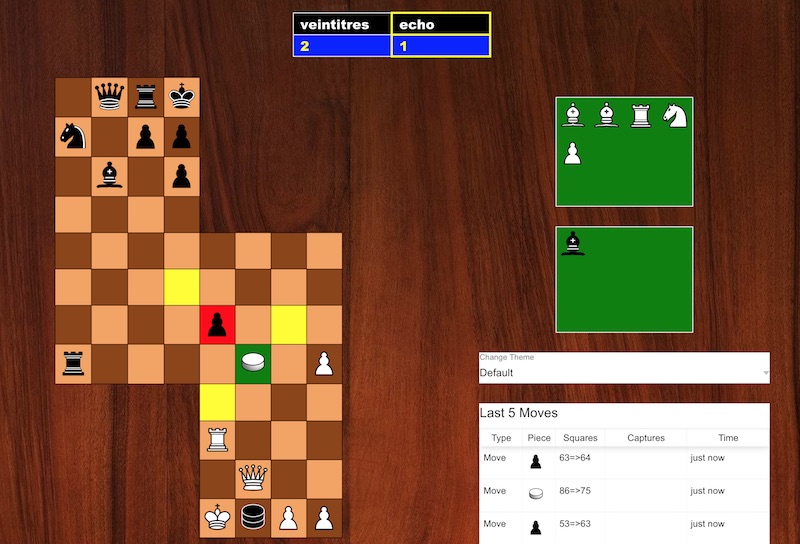 veintitres echo
2 1
Change Theme
Default
Last 5 Moves
Type Piece Squares Captures Time
Move 63=>64 just now
Move 86=>75 just now
Move 53=>63 just now